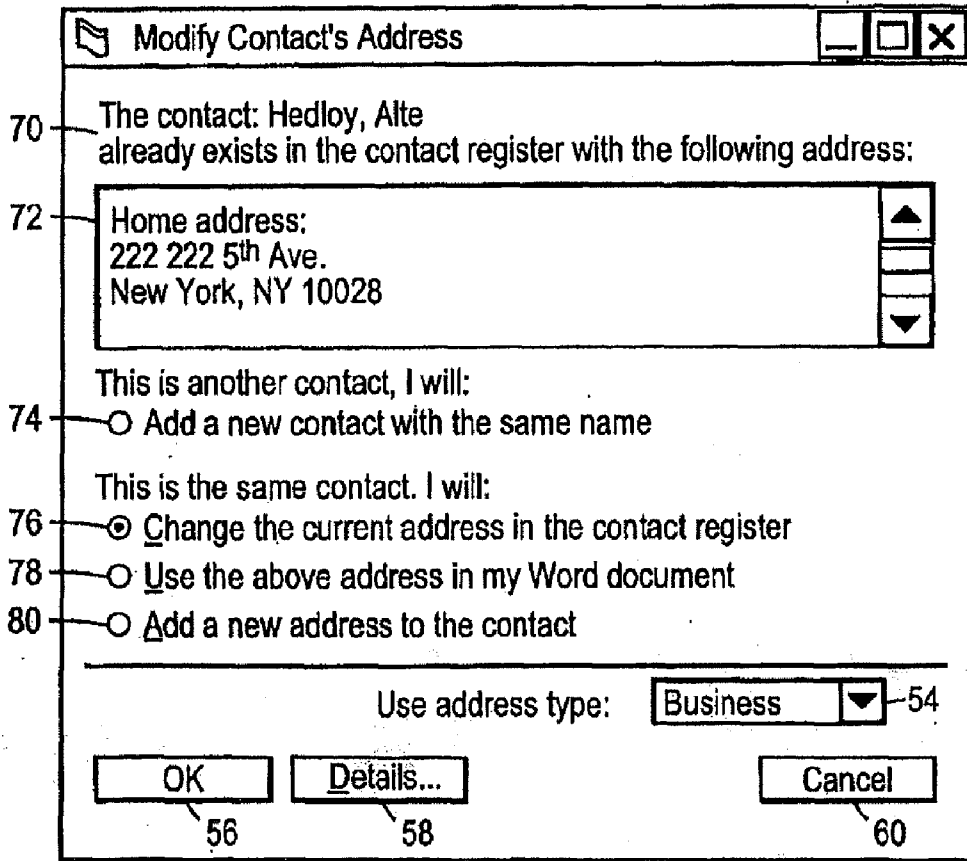 Modify Contact's Address
70 The contact: Hedloy, Alte
already exists in the contact register with the following address:
72 Home address:
222 222 5th Ave.
New York, NY 10028
This is another contact, I will:
74 Add a new contact with the same name
This is the same contact. I will:
76 Change the current address in the contact register
78 Use the above address in my Word document
80 Add a new address to the contact
Use address type: Business 54
OK Details... Cancel
56 58 60